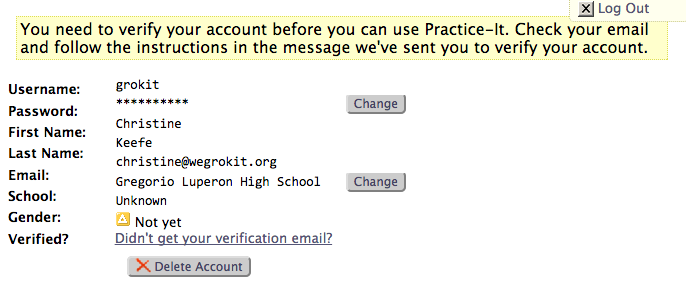 Log Out
You need to verify your account before you can use Practice-It. Check your email
and follow the instructions in the message we've sent you to verify your account.
Username: grokit
Password: ********** Change
First Name: Christine
Last Name: Keefe
Email: christine@wegrokit.org
School: Gregorio Luperon High School Change
Gender: Unknown
Verified? Not yet
Didn't get your verification email?
Delete Account